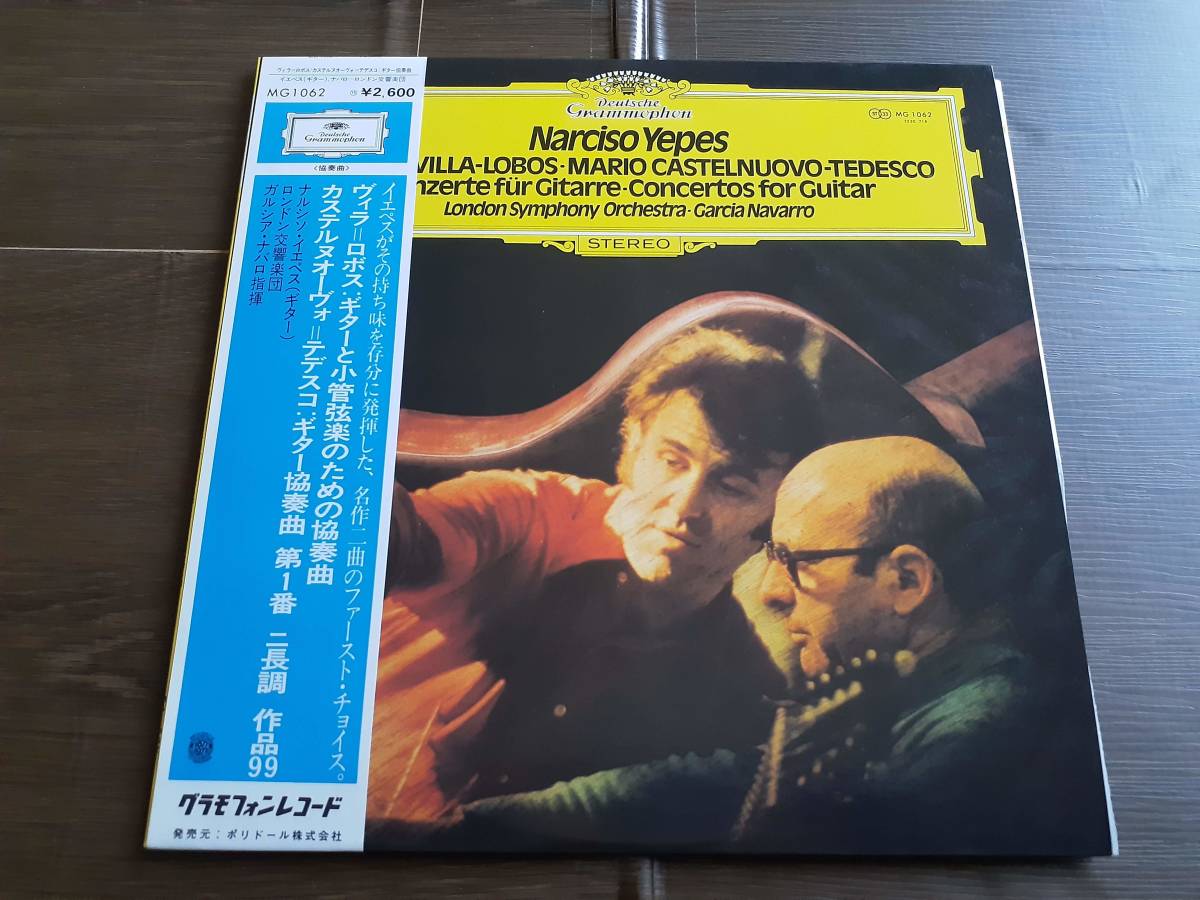 ヴィラ=ロボス/カステルヌオーヴォ=テデスコ:ギター協奏曲
イエペス(ギター)、ナバロ=ロンドン交響楽団
MG1062 ¥2,600
Deutsche
Grammophon
〈協奏曲〉
イエペスがその持ち味を存分に発揮した、名作二曲のファースト・チョイス。
ヴィラ=ロボス:ギターと小管弦楽のための協奏曲
カステルヌオーヴォ=テデスコ:ギター協奏曲 第1番 ニ長調 作品99
ナルシソ・イエペス(ギター)
ロンドン交響楽団
ガルシア・ナバロ指揮
グラモフォンレコード
発売元:ポリドール株式会社
Deutsche
Grammophon
ST 33 MG 1062
2530 718
Narciso Yepes
VILLA-LOBOS·MARIO CASTELNUOVO-TEDESCO
nzerte für Gitarre·Concertos for Guitar
London Symphony Orchestra·Garcia Navarro
STEREO